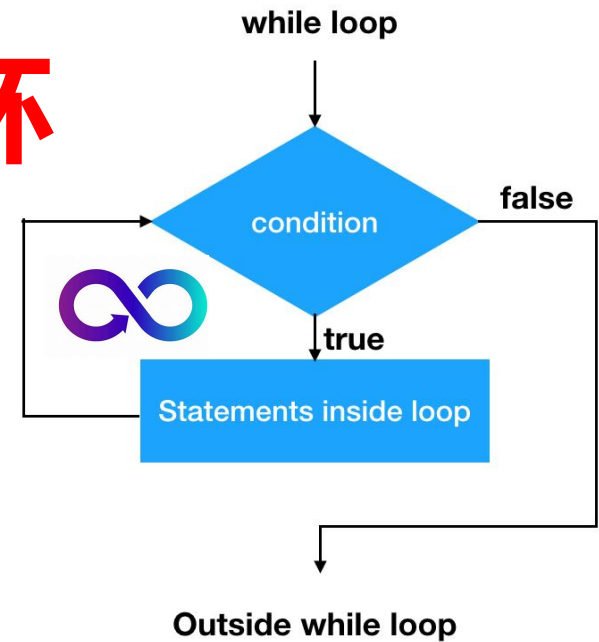 while loop
condition
false
true
Statements inside loop
Outside while loop